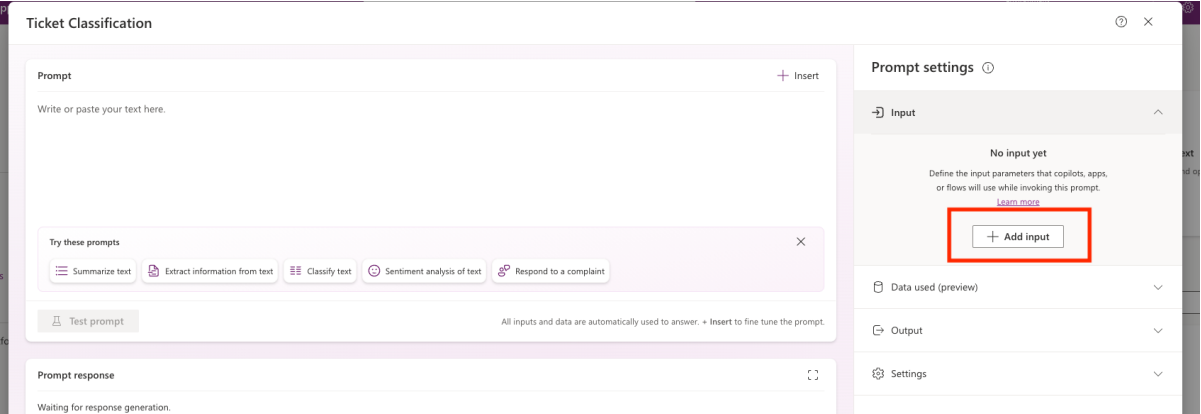 Ticket Classification
Prompt
Insert
Write or paste your text here.
Try these prompts
Summarize text
Extract information from text
Classify text
Sentiment analysis of text
Respond to a complaint
Test prompt
All inputs and data are automatically used to answer. + Insert to fine tune the prompt.
Prompt response
Waiting for response generation.
Prompt settings
Input
No input yet
Define the input parameters that copilots, apps,
or flows will use while invoking this prompt.
Learn more
Add input
Data used (preview)
Output
Settings